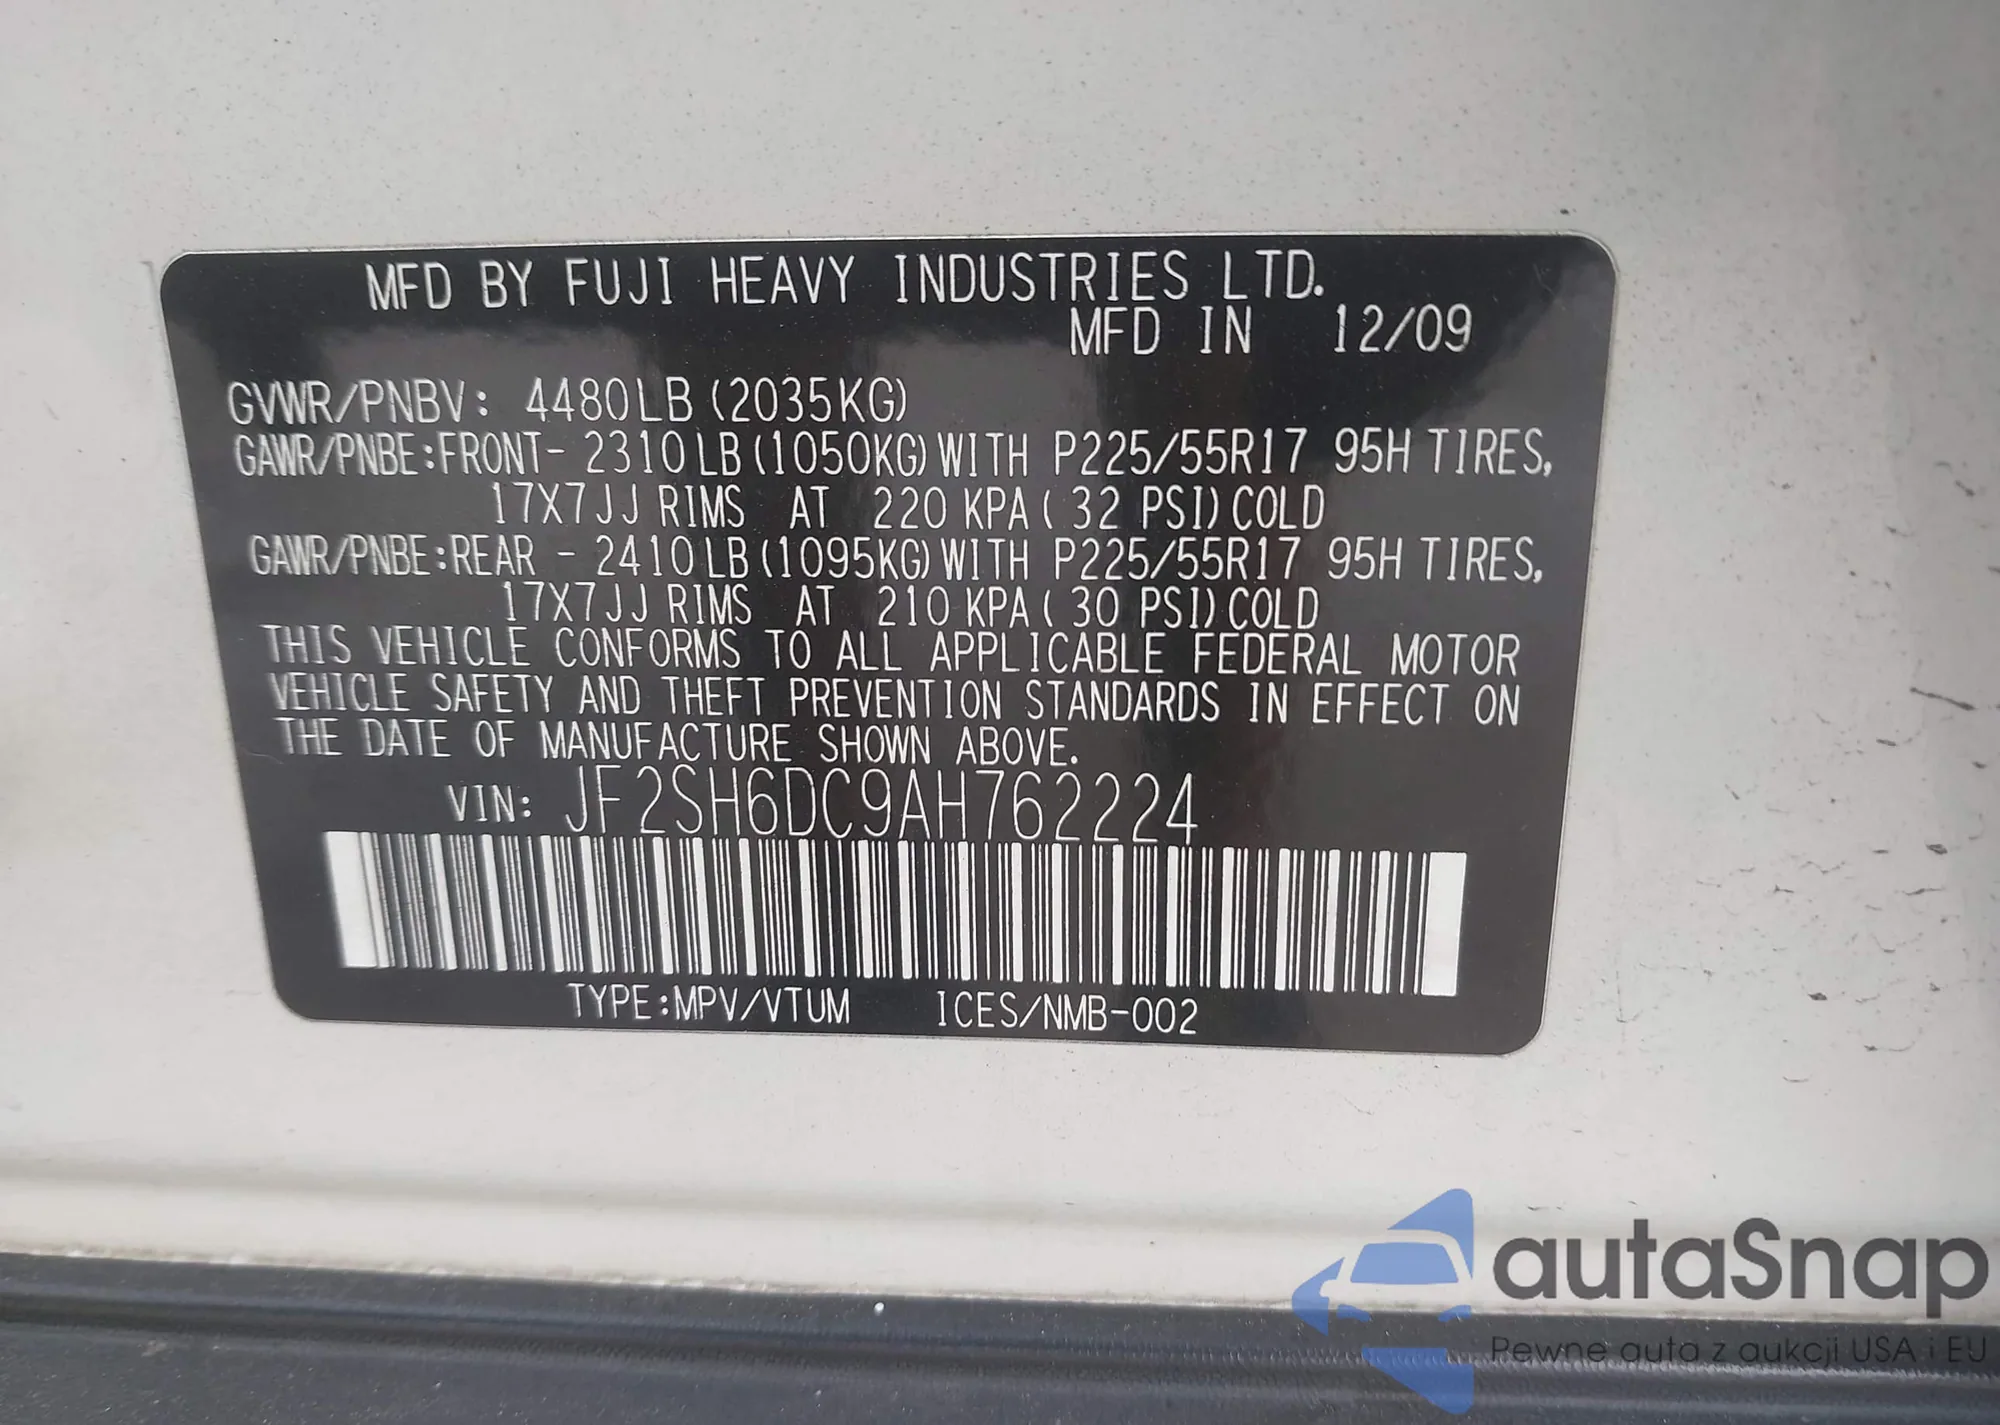 MFD BY FUJI HEAVY INDUSTRIES LTD.
MFD IN 12/09
GVWR/PNBV: 4480LB (2035KG)
GAWR/PNBE:FRONT- 2310LB (1050KG) WITH P225/55R17 95H TIRES,
17X7JJ RIMS AT 220 KPA ( 32 PSI) COLD
GAWR/PNBE:REAR - 2410LB (1095KG) WITH P225/55R17 95H TIRES,
17X7JJ RIMS AT 210 KPA ( 30 PSI) COLD
THIS VEHICLE CONFORMS TO ALL APPLICABLE FEDERAL MOTOR
VEHICLE SAFETY AND THEFT PREVENTION STANDARDS IN EFFECT ON
THE DATE OF MANUFACTURE SHOWN ABOVE.
VIN: JF2SH6DC9AH762224
TYPE:MPV/VTUM ICES/NMB-002
autaSnap
Pewne auta z aukcji USA i EU